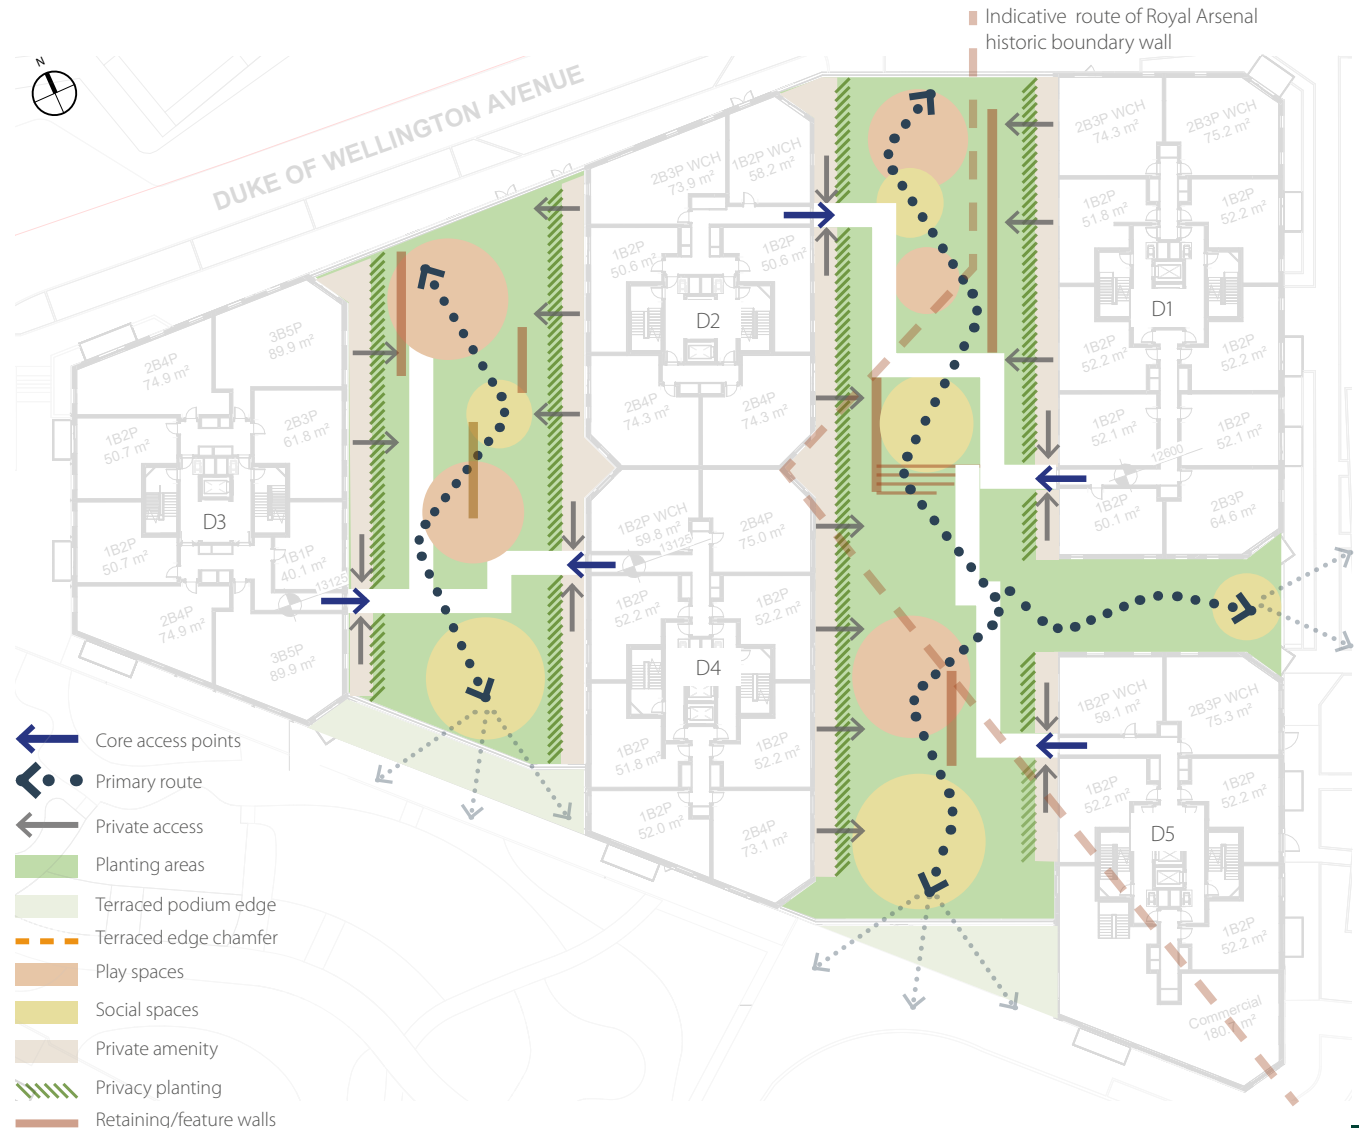 Indicative route of Royal Arsenal
historic boundary wall
N
DUKE OF WELLINGTON AVENUE
2B3P WCH
73.9 m²
1B2P WCH
58.2 m²
2B3P WCH
74.3 m²
2B3P WCH
75.2 m²
1B2P
50.6 m²
1B2P
50.6 m²
1B2P
51.8 m²
1B2P
52.2 m²
D2
D1
3B5P
89.9 m²
2B4P
74.9 m²
1B2P
52.2 m²
1B2P
52.2 m²
2B4P
74.3 m²
2B4P
74.3 m²
2B3P
61.8 m²
1B2P
50.7 m²
1B2P
52.1 m²
1B2P
52.1 m²
12600
D3
1B2P WCH
59.8 m²
13125
2B4P
75.0 m²
1B2P
50.1 m²
2B3P
64.6 m²
1B2P
50.7 m²
1B1P
40.1 m²
13125
1B2P
52.2 m²
1B2P
52.2 m²
2B4P
74.9 m²
3B5P
89.9 m²
D4
1B2P WCH
59.1 m²
2B3P WCH
75.3 m²
1B2P
51.8 m²
1B2P
52.2 m²
1B2P
52.2 m²
1B2P
52.2 m²
1B2P
52.0 m²
2B4P
73.1 m²
D5
1B2P
52.2 m²
Commercial
Core access points
Primary route
Private access
Planting areas
Terraced podium edge
Terraced edge chamfer
Play spaces
Social spaces
Private amenity
Privacy planting
Retaining/feature walls